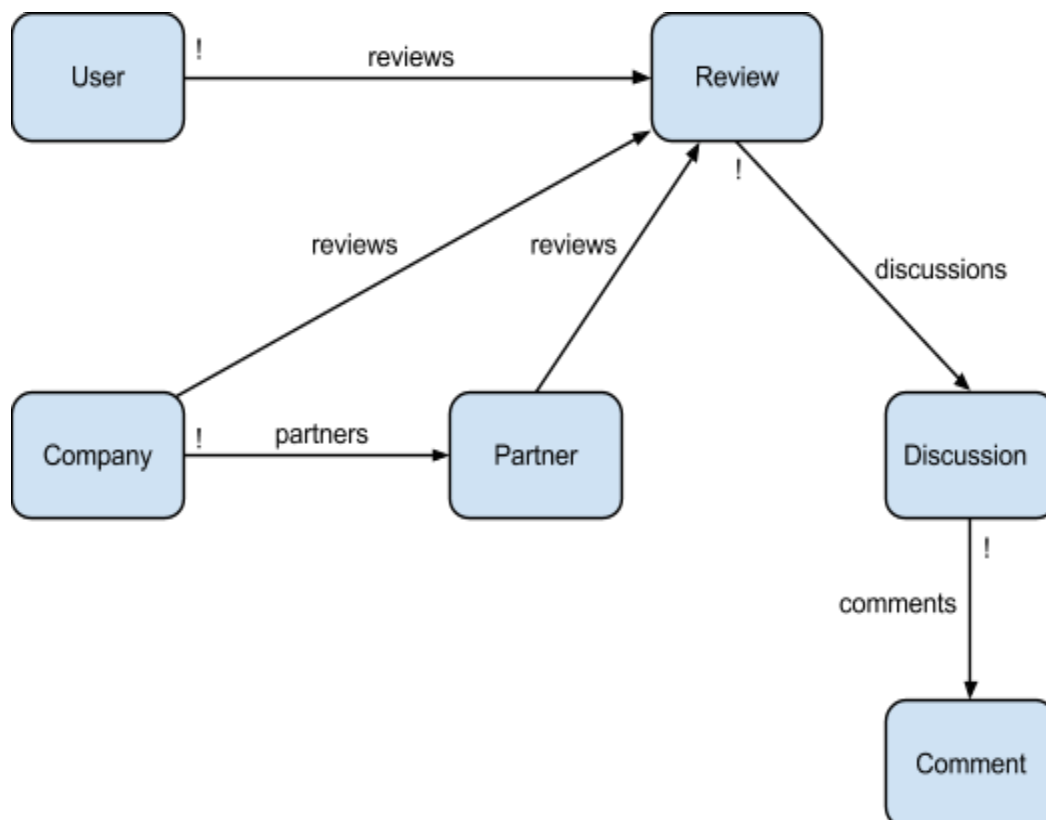 !
User
reviews
Review
!
reviews
reviews
discussions
Company
!
partners
Partner
Discussion
!
comments
Comment